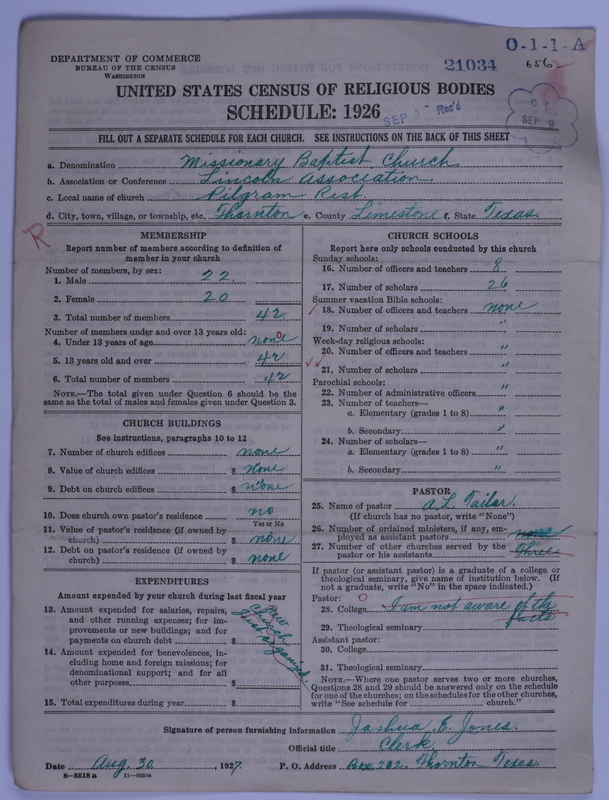 O-1-1-A
DEPARTMENT OF COMMERCE
BUREAU OF THE CENSUS
WASHINGTON
21034
656
UNITED STATES CENSUS OF RELIGIOUS BODIES
SCHEDULE: 1926
SEP Rec'd
SEP 9
FILL OUT A SEPARATE SCHEDULE FOR EACH CHURCH. SEE INSTRUCTIONS ON THE BACK OF THIS SHEET
a. Denomination Missionary Baptist Church
b. Association or Conference Lincoln Association
c. Local name of church Pilgram Rest
d. City, town, village, or township, etc. Thornton e. County Limestone f. State Texas.
R
MEMBERSHIP
Report number of members according to definition of
member in your church
Number of members, by sex:
1. Male 22
2. Female 20
3. Total number of members 42
Number of members under and over 13 years old:
4. Under 13 years of age none 0
5. 13 years old and over 42
6. Total number of members 42
NOTE.—The total given under Question 6 should be
same as the total of males and females given under Question 3.
CHURCH BUILDINGS
See instructions, paragraphs 10 to 12
7. Number of church edifices none
8. Value of church edifices $ none
9. Debt on church edifices $ none
10. Does church own pastor's residence no
Yes or No
11. Value of pastor's residence (if owned by
church) $ none
12. Debt on pastor's residence (if owned by
church) $ none
EXPENDITURES
Amount expended by your church during last fiscal year
13. Amount expended for salaries, repairs,
and other running expenses; for im-
provements or new buildings; and for
payments on church debt $
New
Church
Just organized.
14. Amount expended for benevolences, in-
cluding home and foreign missions; for
denominational support; and for all
other purposes $
15. Total expenditures during year $
CHURCH SCHOOLS
Report here only schools conducted by this church
Sunday schools:
16. Number of officers and teachers 8
17. Number of scholars 26
Summer vacation Bible schools:
18. Number of officers and teachers none
19. Number of scholars "
Week-day religious schools:
20. Number of officers and teachers "
21. Number of scholars "
Parochial schools:
22. Number of administrative officers "
23. Number of teachers—
a. Elementary (grades 1 to 8) "
b. Secondary "
24. Number of scholars—
a. Elementary (grades 1 to 8) "
b. Secondary "
PASTOR
25. Name of pastor A. L. Tailor.
(If church has no pastor, write "None")
26. Number of ordained ministers, if any, em-
ployed as assistant pastors
27. Number of other churches served by the
pastor or his assistants Three
If pastor (or assistant pastor) is a graduate of a college or
theological seminary, give name of institution below. (If
not a graduate, write "No" in the space indicated.)
Pastor: 0
28. College I am not aware of the
facts
29. Theological seminary
Assistant pastor:
30. College
31. Theological seminary
NOTE.—Where one pastor serves two or more churches,
Questions 28 and 29 should be answered only on the schedule
for one of the churches; on the schedules for the other churches,
write "See schedule for church."
Signature of person furnishing information Joshua E. Jones.
Official title Clerk
Date Aug. 30, 1927. P. O. Address Box 202. Thornton Texas.
8-5518a 11-60544